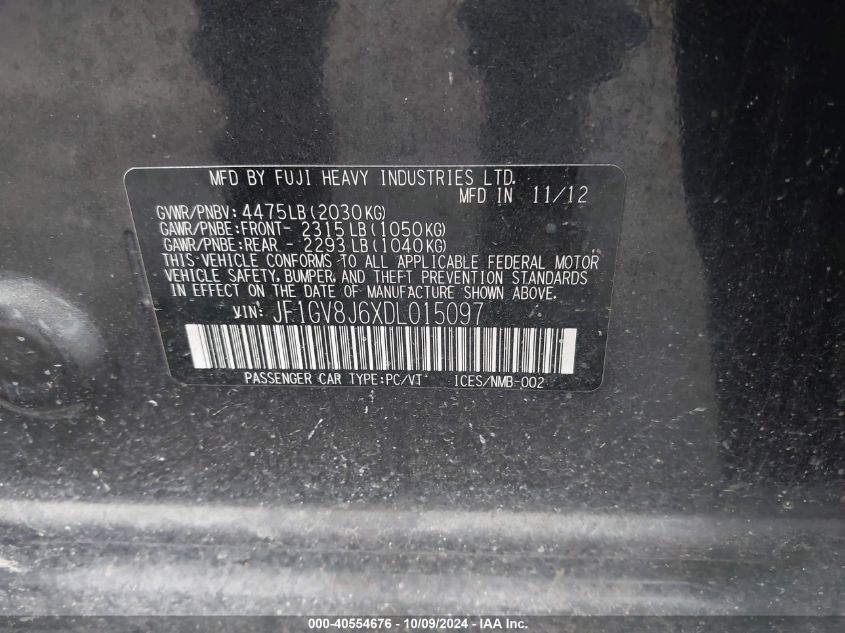 MFD BY FUJI HEAVY INDUSTRIES LTD.
MFD IN 11/12
GVWR/PNBV: 4475LB(2030KG)
GAWR/PNBE:FRONT- 2315LB(1050KG)
GAWR/PNBE:REAR - 2293LB(1040KG)
THIS VEHICLE CONFORMS TO ALL APPLICABLE FEDERAL MOTOR
VEHICLE SAFETY, BUMPER, AND THEFT PREVENTION STANDARDS
IN EFFECT ON THE DATE OF MANUFACTURE SHOWN ABOVE.
VIN: JF1GV8J6XDL015097
PASSENGER CAR TYPE:PC/VT ICES/NMB-002
000-40554676 - 10/09/2024 - IAA Inc.